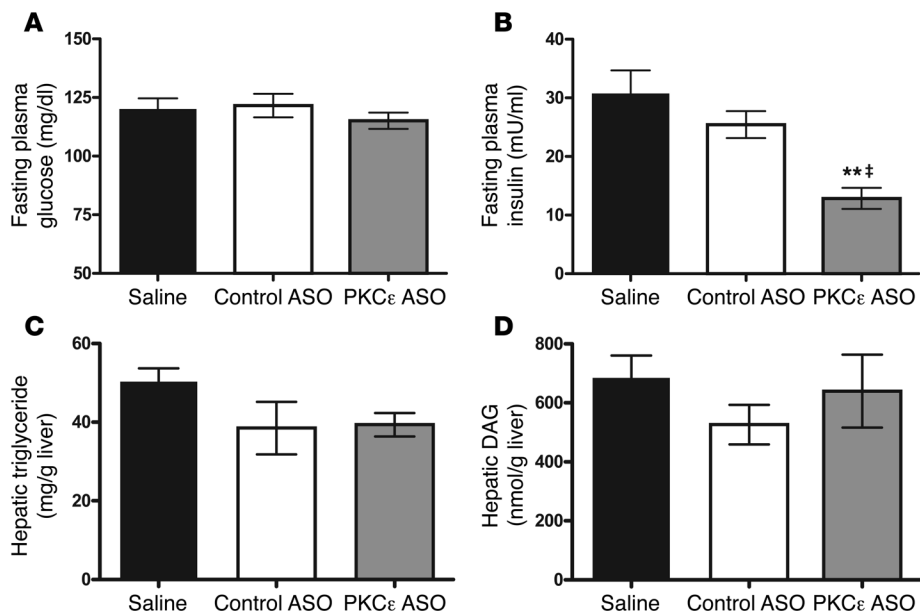 A
Fasting plasma
glucose (mg/dl)
150
125
100
75
50
Saline
Control ASO
PKCε ASO
B
Fasting plasma
insulin (mU/ml)
40
30
20
10
0
**‡
Saline
Control ASO
PKCε ASO
C
Hepatic triglyceride
(mg/g liver)
60
40
20
0
Saline
Control ASO
PKCε ASO
D
Hepatic DAG
(nmol/g liver)
800
600
400
200
0
Saline
Control ASO
PKCε ASO